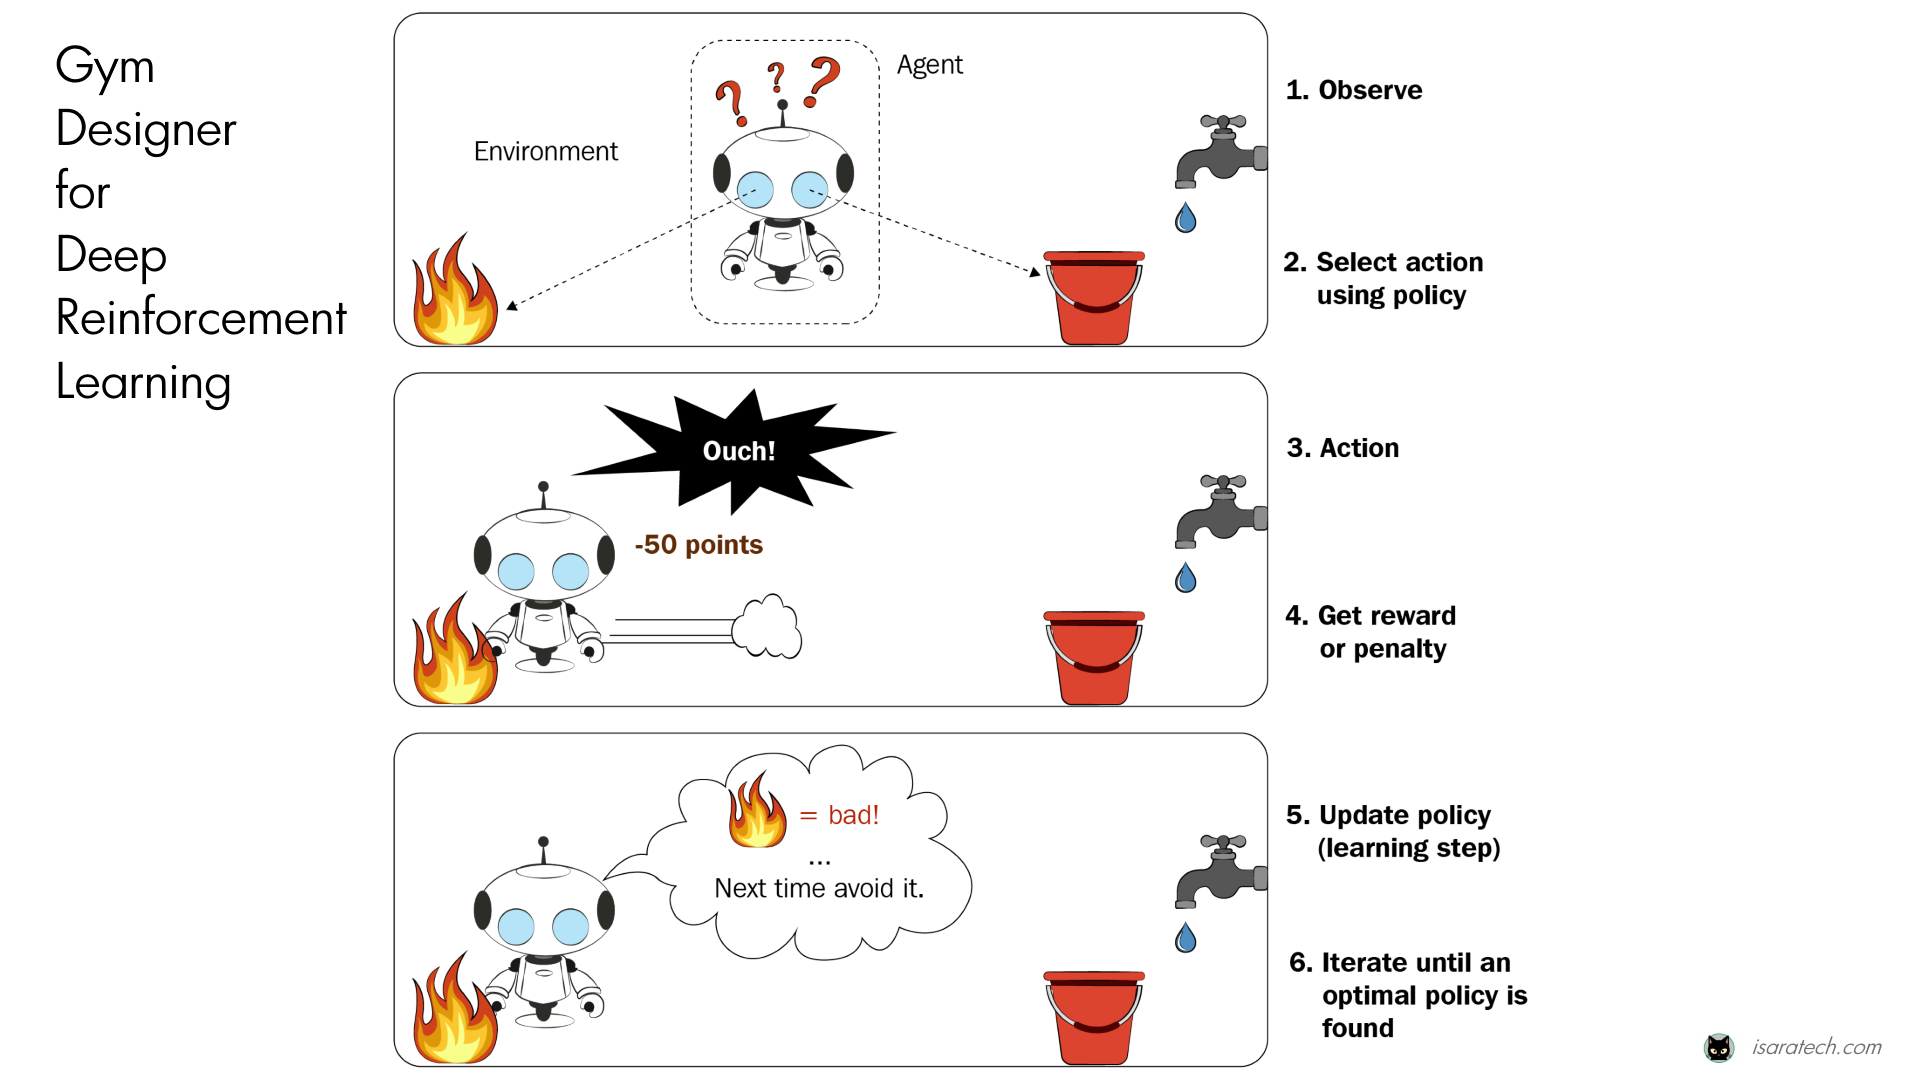 Gym
Designer
for
Deep
Reinforcement
Learning
Environment
Agent
? ? ?
1. Observe
2. Select action
using policy
Ouch!
-50 points
3. Action
4. Get reward
or penalty
= bad!
...
Next time avoid it.
5. Update policy
(learning step)
6. Iterate until an
optimal policy is
found
isaratech.com